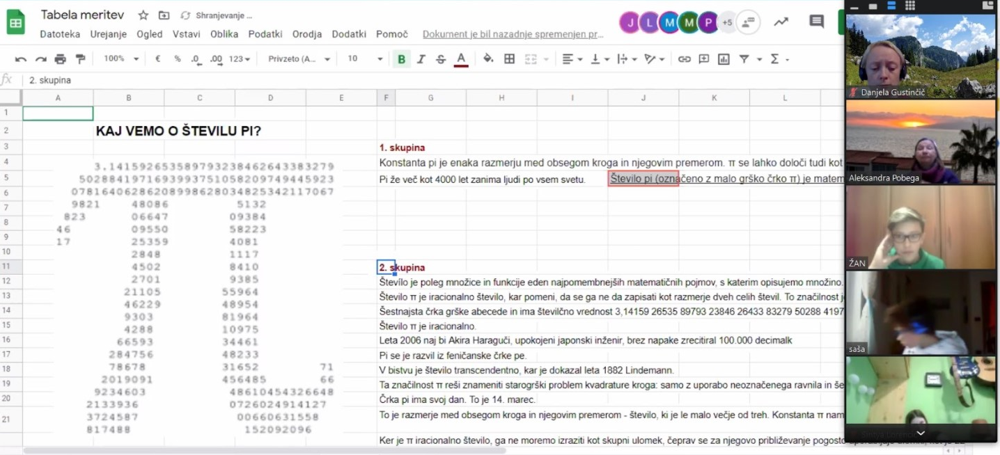 Tabela meritev
Shranjevanje ...
Datoteka Urejanje Ogled Vstavi Oblika Podatki Orodja Dodatki Pomoč
Dokument je bil nazadnje spremenjen pr...
J L M M P +5
100% € % .0 .00 123 Privzeto (A... 10 B I S A
fx 2. skupina
A B C D E F G H I J K L
1
2 KAJ VEMO O ŠTEVILU PI?
3 1. skupina
4 Konstanta pi je enaka razmerju med obsegom kroga in njegovim premerom. π se lahko določi tudi kot
5 Pi že več kot 4000 let zanima ljudi po vsem svetu. Število pi (označeno z malo grško črko π) je matem
6
7
8
9
10
11 2. skupina
12 Število je poleg množice in funkcije eden najpomembnejših matematičnih pojmov, s katerim opisujemo množino.
13 Število π je iracionalno število, kar pomeni, da se ga ne da zapisati kot razmerje dveh celih števil. To značilnost
14 Šestnajsta črka grške abecede in ima številčno vrednost 3,14159 26535 89793 23846 26433 83279 50288 4197
15 Število π je iracionalno.
16 Leta 2006 naj bi Akira Haraguči, upokojeni japonski inženir, brez napake zrecitiral 100.000 decimalk
17 Pi se je razvil iz feničanske črke pe.
18 V bistvu je število transcendentno, kar je dokazal leta 1882 Lindemann.
19 Ta značilnost π reši znameniti starogrški problem kvadrature kroga: samo z uporabo neoznačenega ravnila in še
20 Črka pi ima svoj dan. To je 14. marec.
21 To je razmerje med obsegom kroga in njegovim premerom - število, ki je le malo večje od treh. Konstanta π nam
Ker je π iracionalno število, ga ne moremo izraziti kot skupni ulomek, čeprav se za njegovo približevanje pogosto
3.141592653589793238462643383279
5028841971693993751058209749445923
07816406286208998628034825342117067
9821 48086 5132
823 06647 09384
46 09550 58223
17 25359 4081
2848 1117
4502 8410
2701 9385
21105 55964
46229 48954
9303 81964
4288 10975
66593 34461
284756 48233
78678 31652 71
2019091 456485 66
9234603 48610454326648
2133936 0726024914127
3724587 00660631558
817488 152092096
Danjela Gustinčič
Aleksandra Pobega
ŽAN
saša